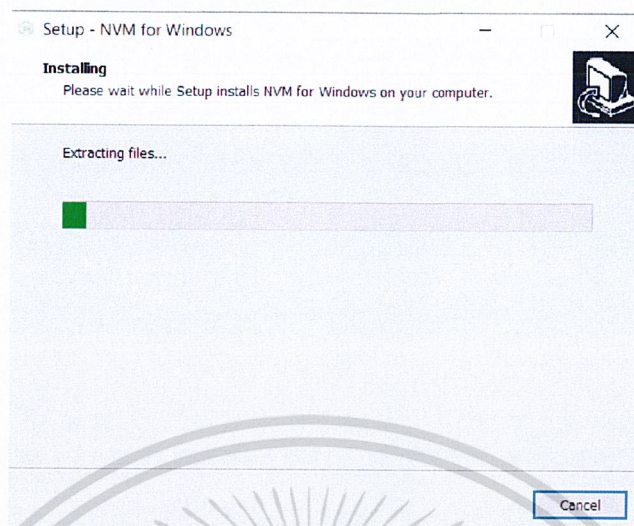 Setup - NVM for Windows
Installing
Please wait while Setup installs NVM for Windows on your computer.
Extracting files...
Cancel